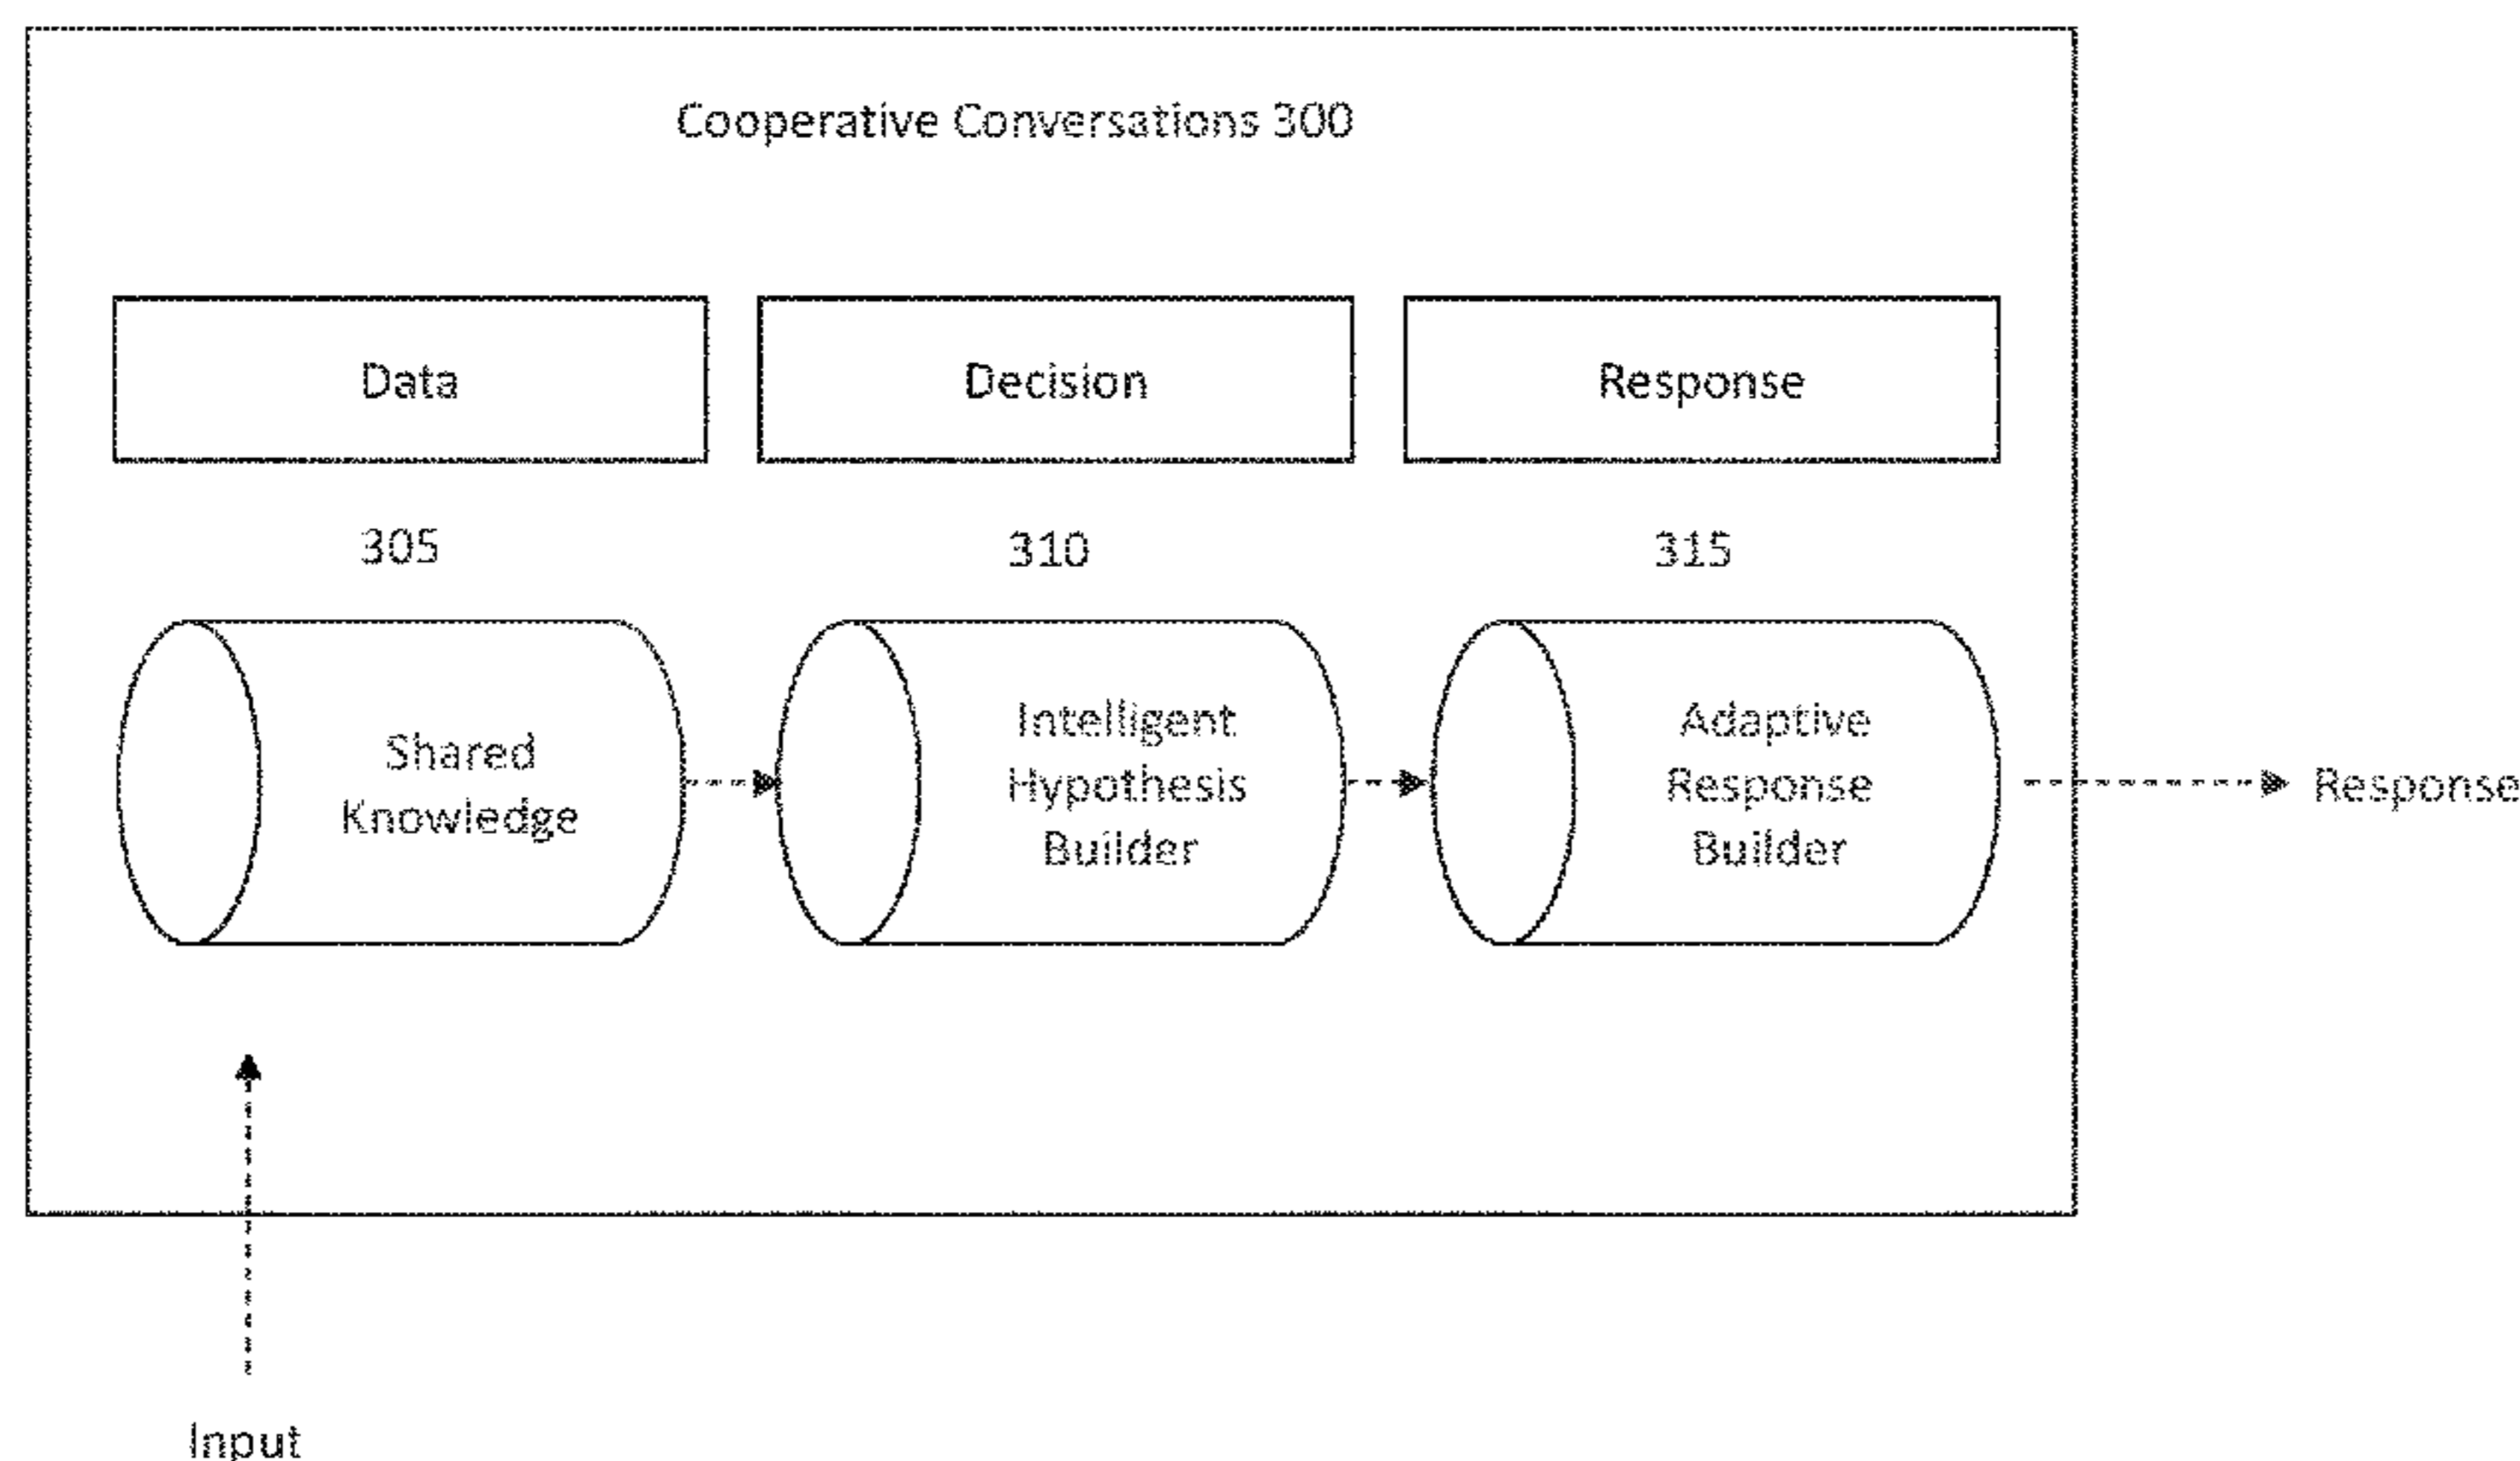 Cooperative Conversations 300
Data
Decision
Response
305
310
315
Shared
Knowledge
Intelligent
Hypothesis
Builder
Adaptive
Response
Builder
Response
Input